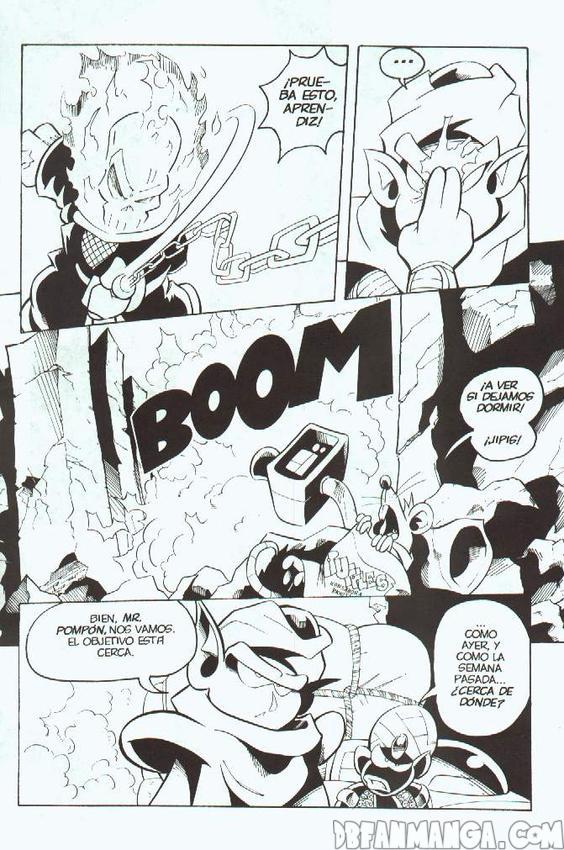 ¡PRUE-
BA ESTO,
APREN-
DIZ!
...
BOOM
¡A VER
SI DEJAMOS
DORMIR!
¡JIPIS!
BIEN, MR.
POMPÓN, NOS VAMOS.
EL OBJETIVO ESTÁ
CERCA.
...
COMO
AYER, Y
COMO LA
SEMANA
PASADA...
¿CERCA DE
DÓNDE?
DBFANMANGA.COM